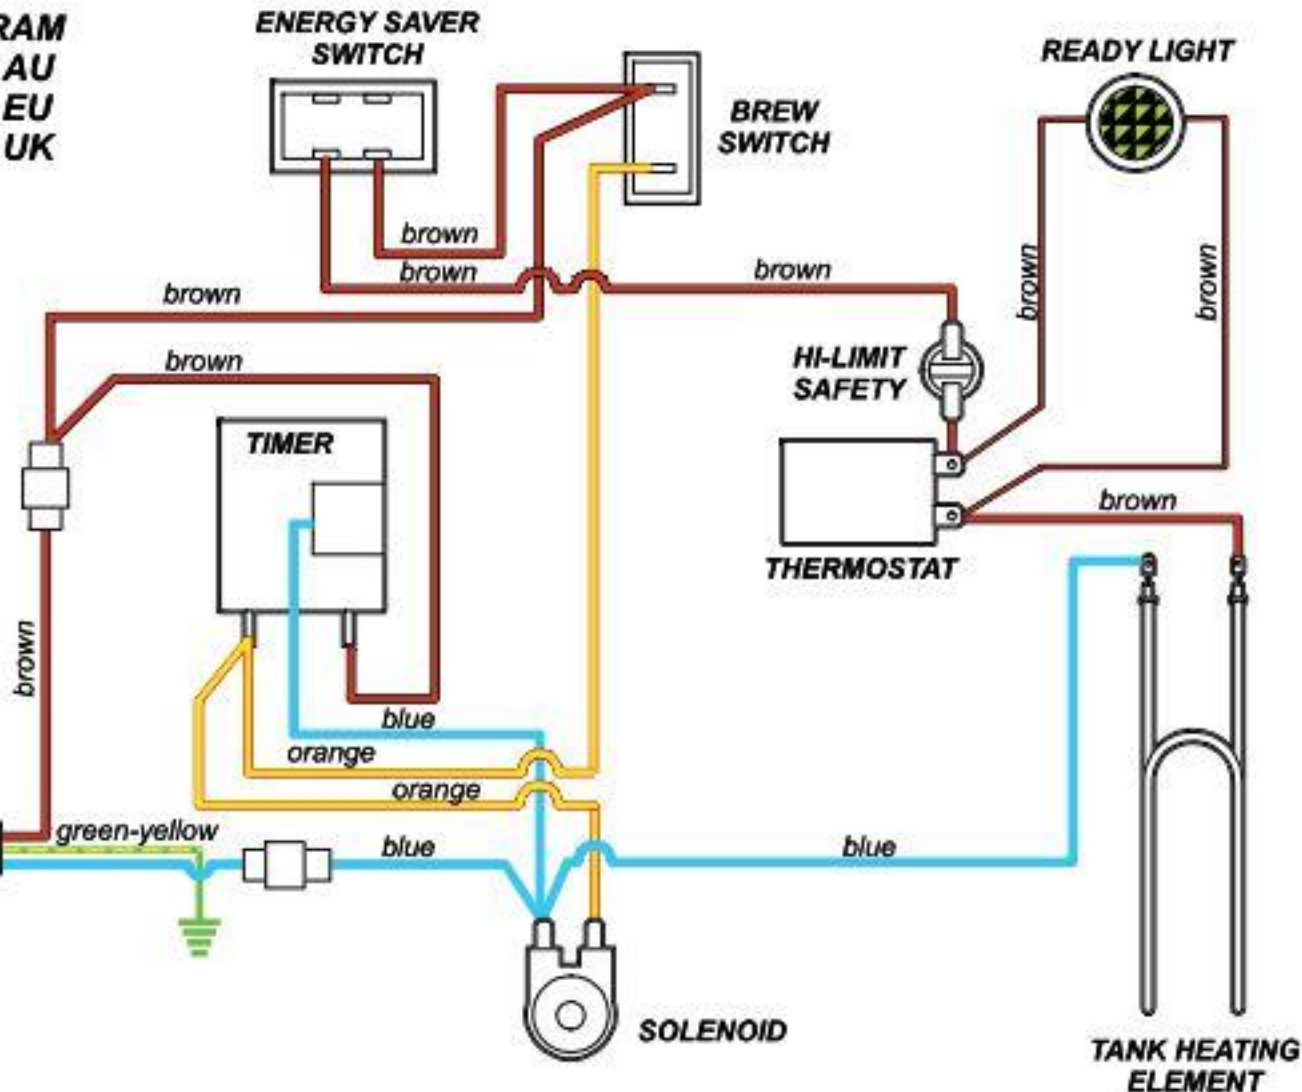 AU
EU
UK
ENERGY SAVER
SWITCH
BREW
SWITCH
READY LIGHT
brown
brown
brown
brown
brown
brown
brown
HI-LIMIT
SAFETY
TIMER
THERMOSTAT
brown
brown
blue
orange
orange
green-yellow
blue
blue
SOLENOID
TANK HEATING
ELEMENT